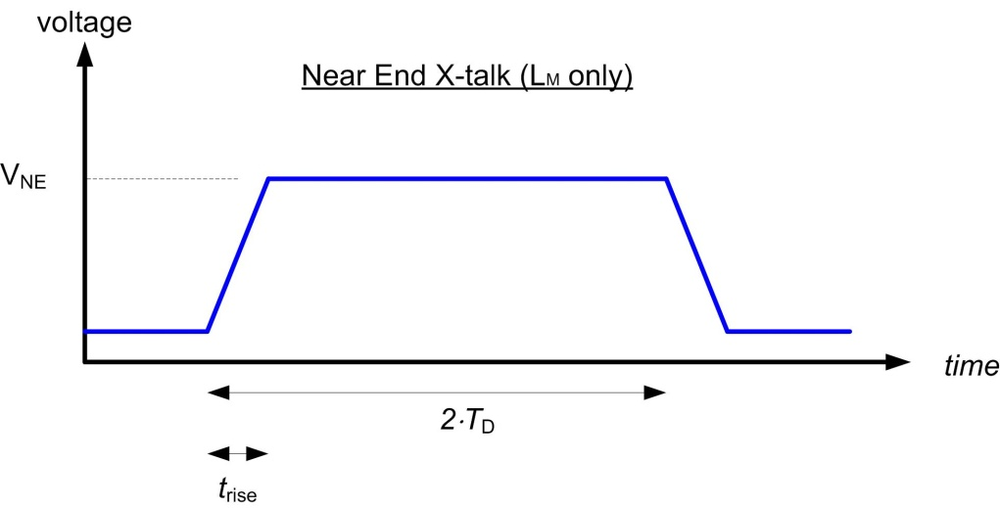 voltage
Near End X-talk (LM only)
VNE
time
2·TD
trise